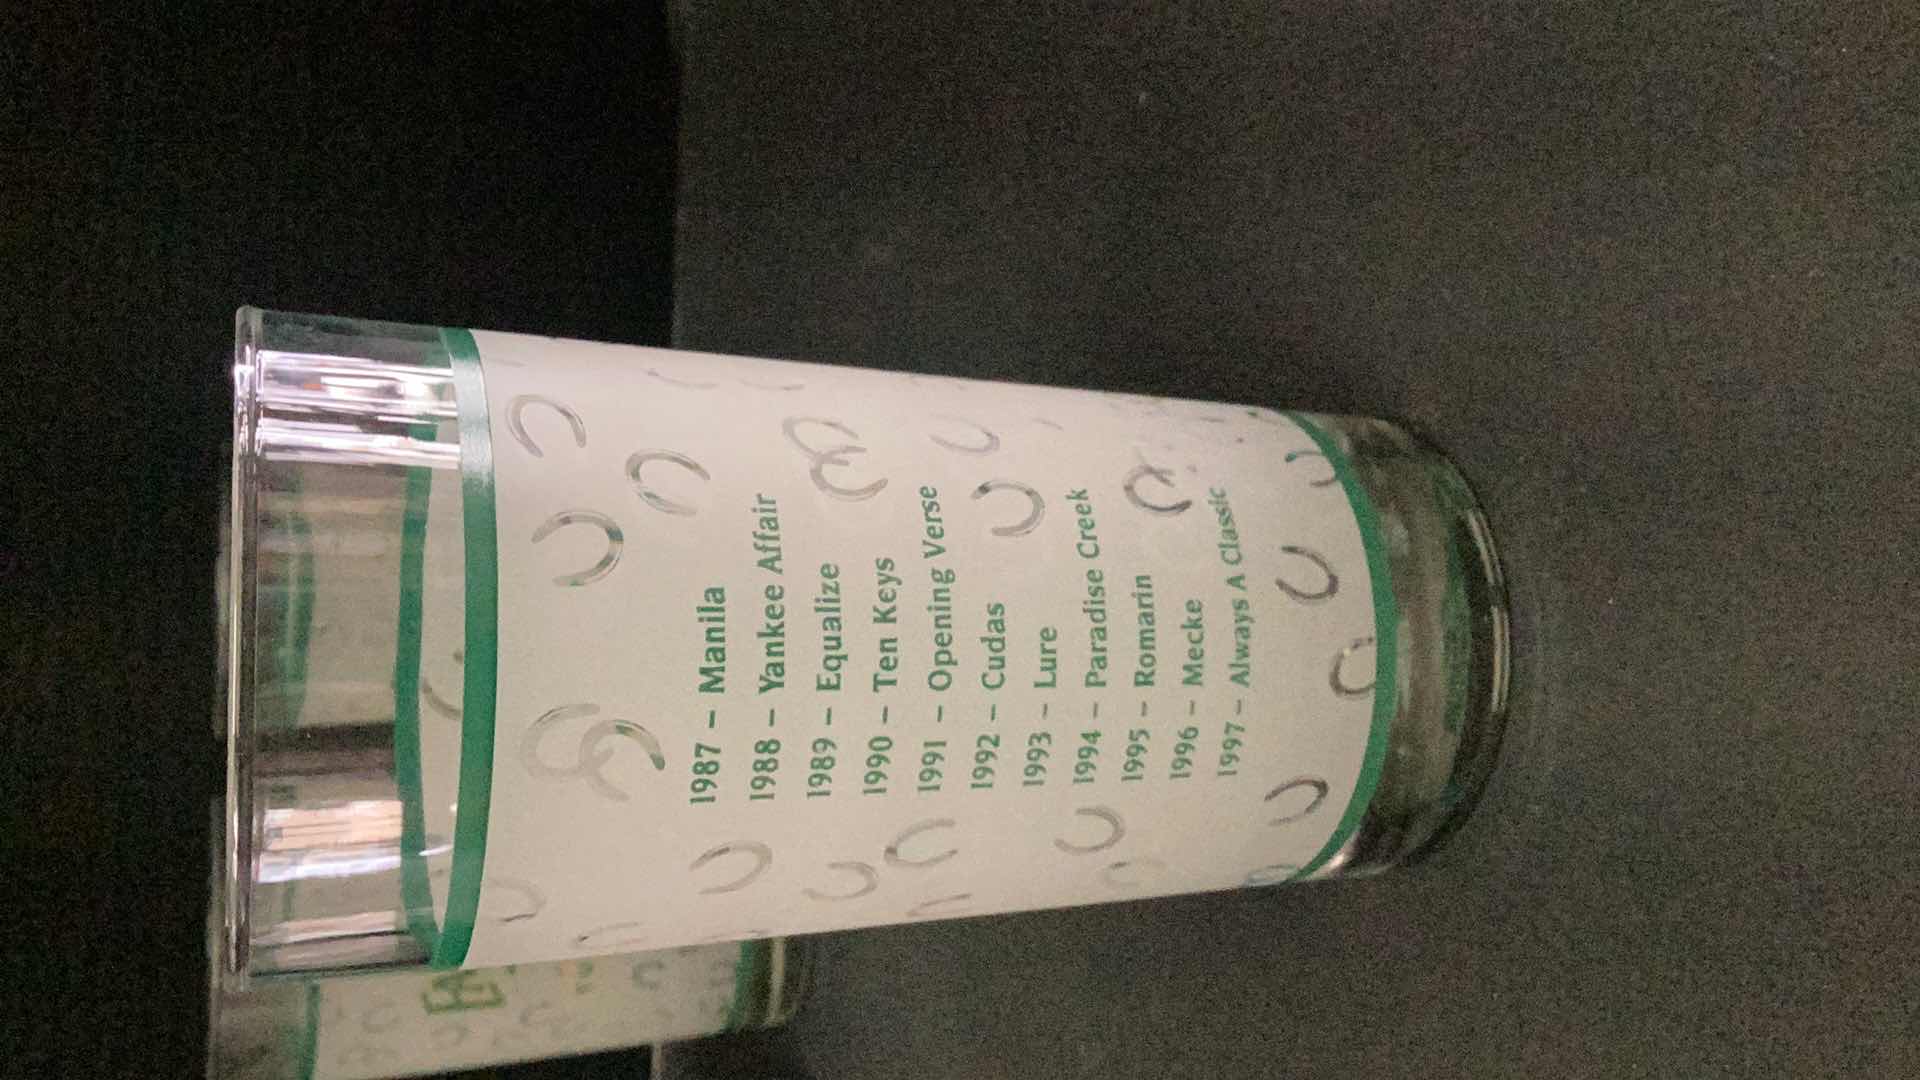 1987 – Manila
1988 – Yankee Affair
1989 – Equalize
1990 – Ten Keys
1991 – Opening Verse
1992 – Cudas
1993 – Lure
1994 – Paradise Creek
1995 – Romarin
1996 – Mecke
1997 – Always A Classic